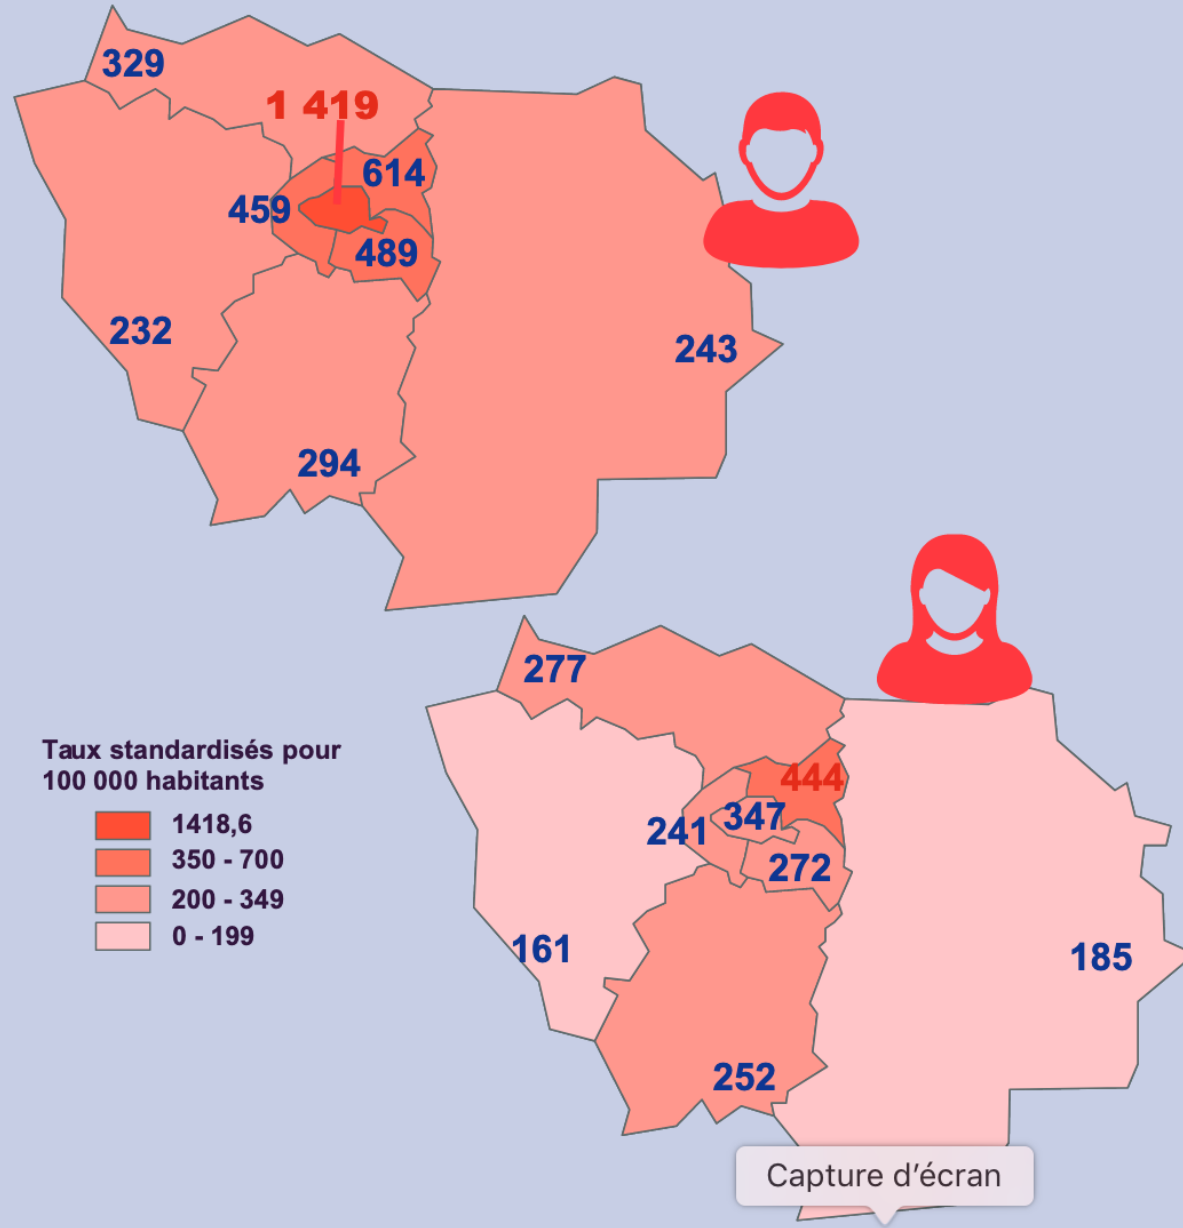 329
1 419
614
459
489
232
243
294
277
444
347
241
272
Taux standardisés pour
100 000 habitants
1418,6
350 - 700
200 - 349
0 - 199
161
185
252
Capture d’écran